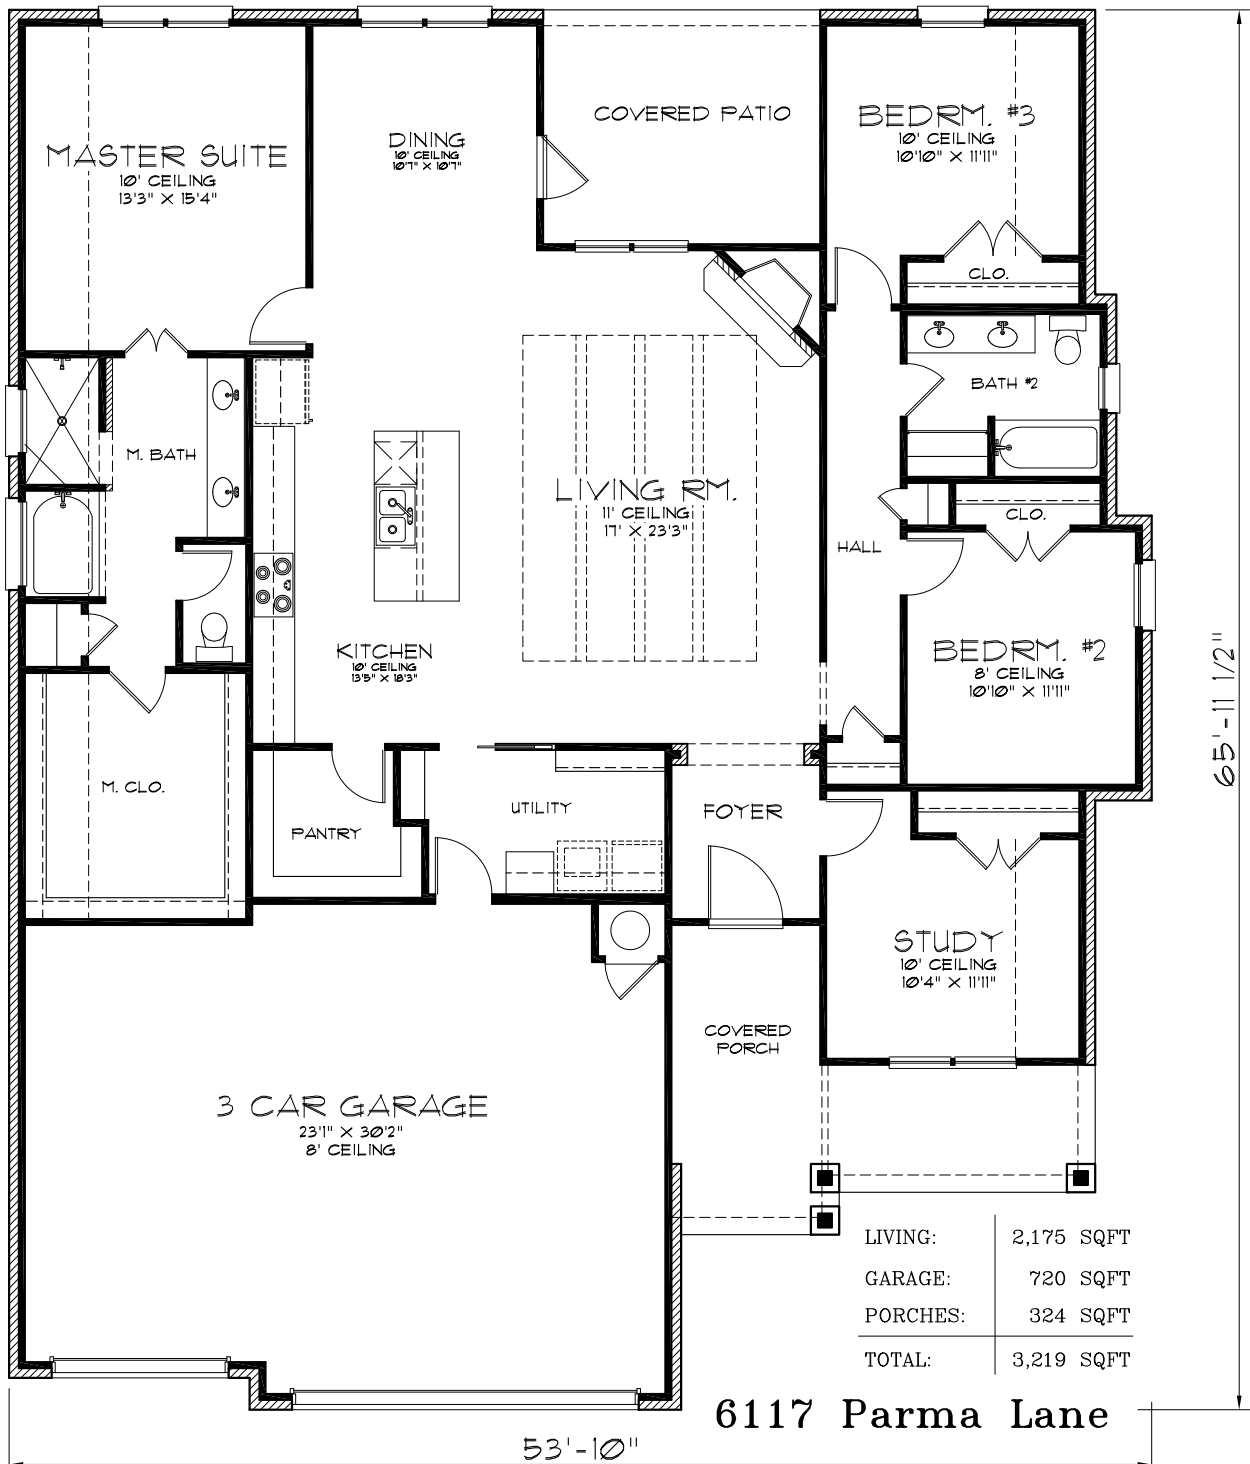 COVERED PATIO
BEDRM. #3
10' CEILING
10'10" X 11'11"
DINING
10' CEILING
10'7" X 10'7"
MASTER SUITE
10' CEILING
13'3" X 15'4"
CLO.
BATH #2
M. BATH
LIVING RM.
11' CEILING
17' X 23'3"
CLO.
HALL
KITCHEN
10' CEILING
13'5" X 18'3"
BEDRM. #2
8' CEILING
10'10" X 11'11"
65'-11 1/2"
M. CLO.
PANTRY
UTILITY
FOYER
STUDY
10' CEILING
10'4" X 11'11"
COVERED
PORCH
3 CAR GARAGE
23'1" X 30'2"
8' CEILING
LIVING: 2,175 SQFT
GARAGE: 720 SQFT
PORCHES: 324 SQFT
TOTAL: 3,219 SQFT
6117 Parma Lane
53'-10"